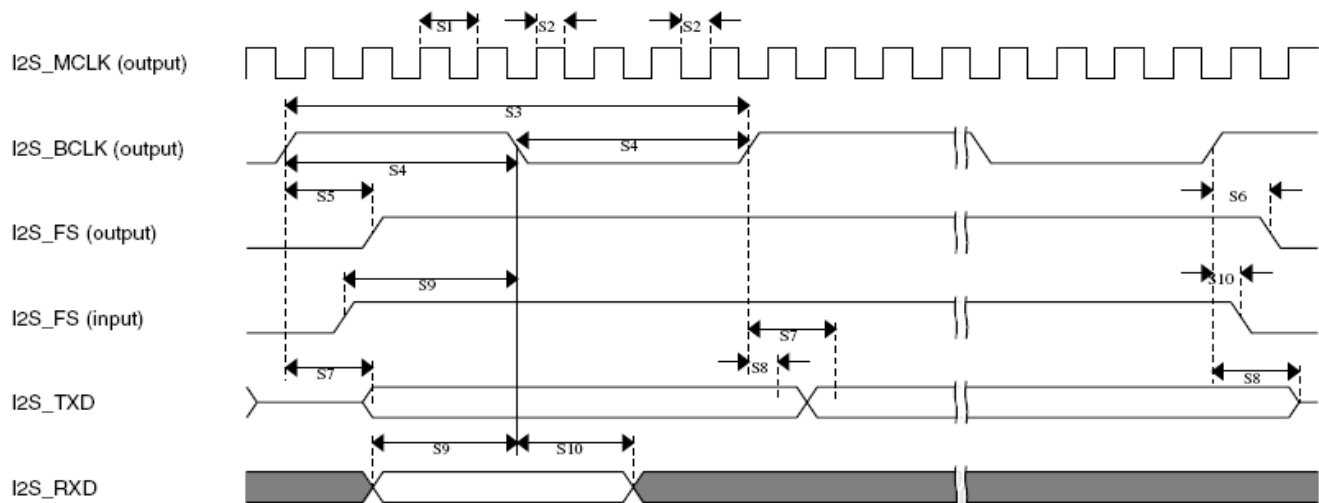 S1 S2 S2
I2S_MCLK (output)
S3
I2S_BCLK (output)
S4
S4
S5 S6
I2S_FS (output)
S9 S10
I2S_FS (input)
S7
S8
S7 S8
I2S_TXD
S9 S10
I2S_RXD